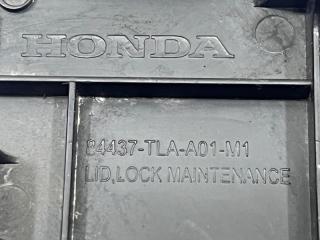 HONDA
84437-TLA-A01-M1
LID,LOCK MAINTENANCE